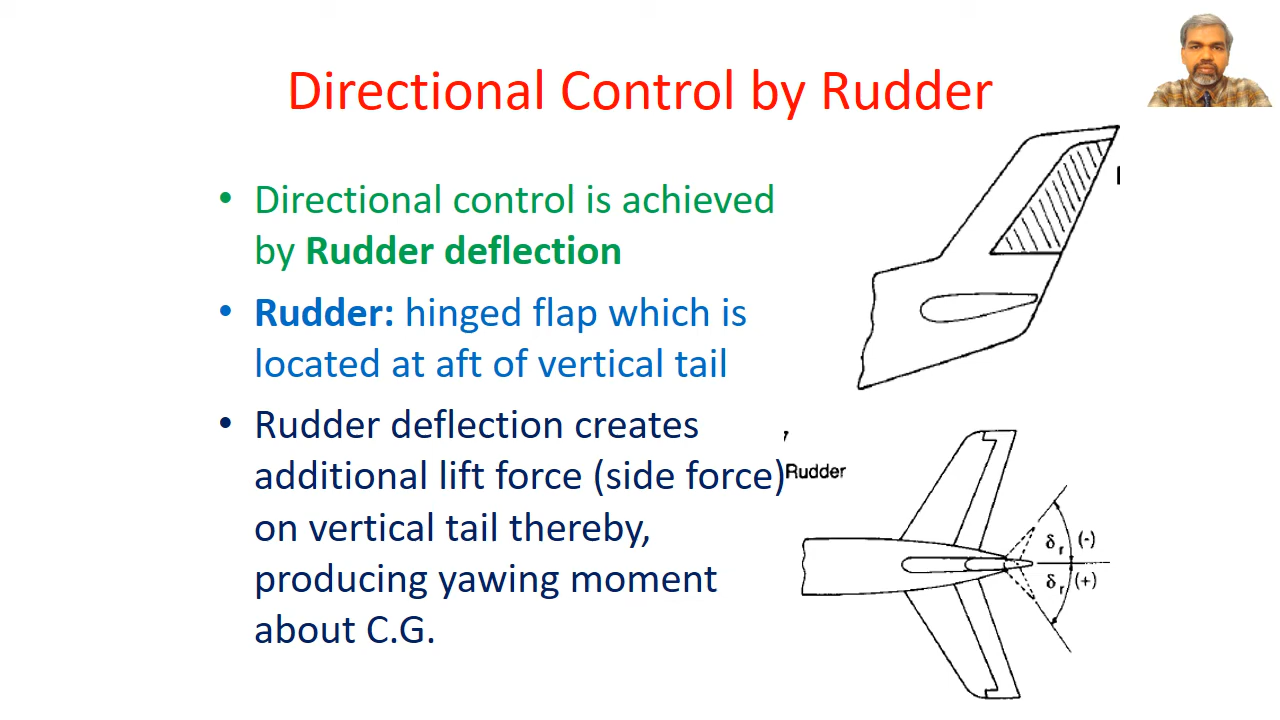 Directional Control by Rudder
• Directional control is achieved
by Rudder deflection
• Rudder: hinged flap which is
located at aft of vertical tail
• Rudder deflection creates
additional lift force (side force)
on vertical tail thereby,
producing yawing moment
about C.G.
Rudder
δr (-)
δr (+)